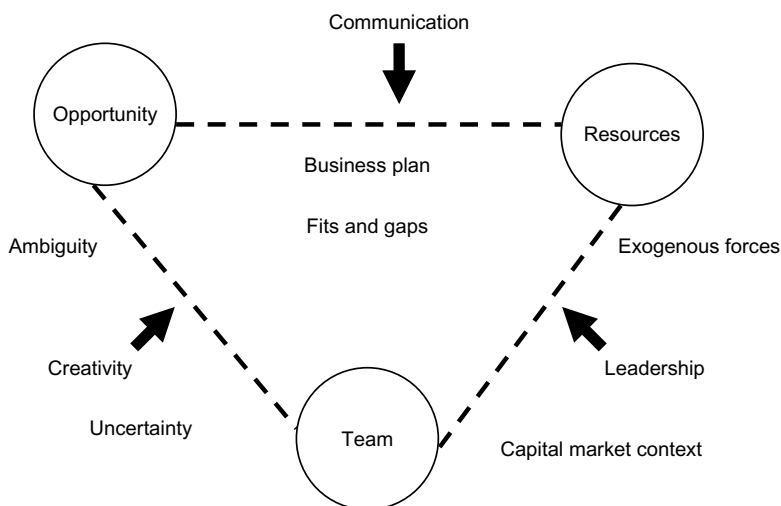 Communication
Opportunity
Resources
Business plan
Fits and gaps
Ambiguity
Exogenous forces
Creativity
Leadership
Uncertainty
Team
Capital market context